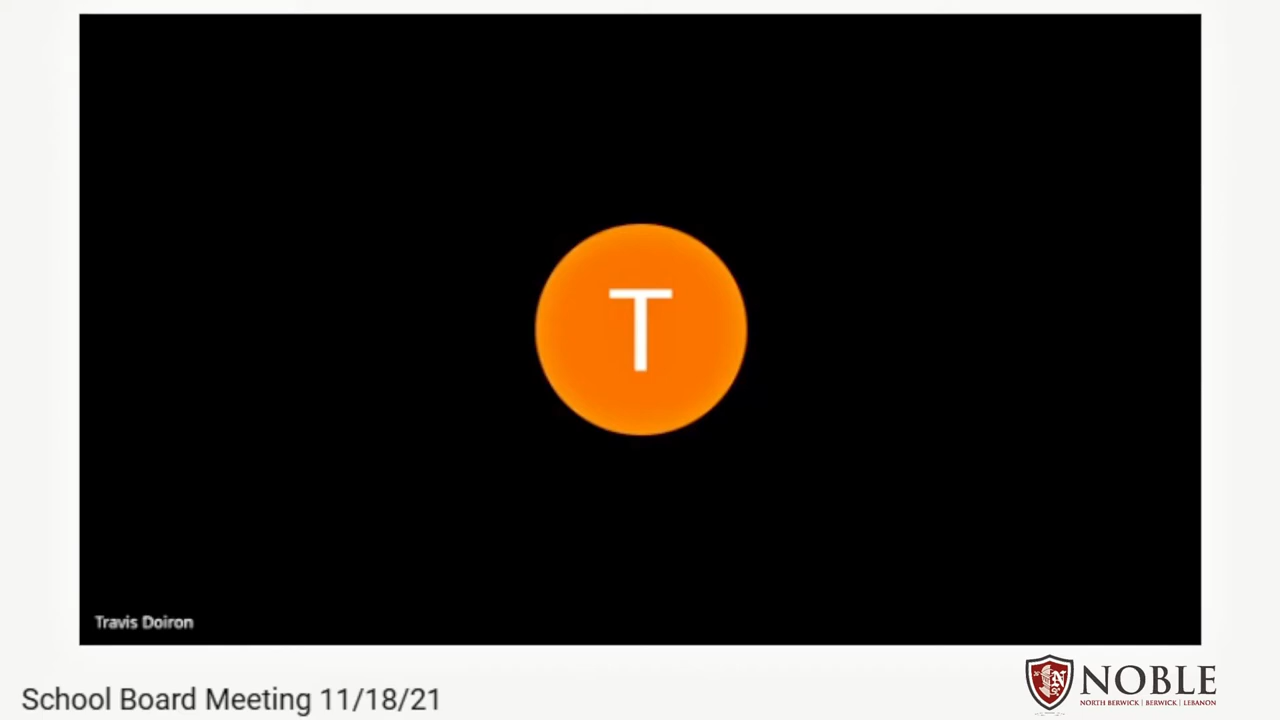 T
Travis Doiron
School Board Meeting 11/18/21
NOBLE
NORTH BERWICK | BERWICK | LEBANON